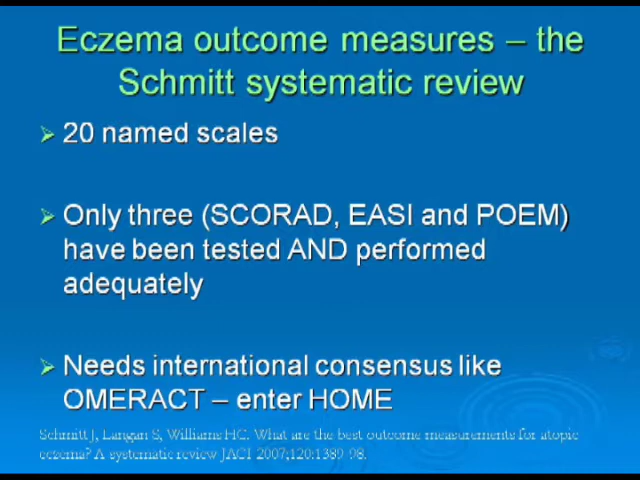 Eczema outcome measures – the
Schmitt systematic review
➢ 20 named scales
➢ Only three (SCORAD, EASI and POEM)
have been tested AND performed
adequately
➢ Needs international consensus like
OMERACT – enter HOME
Schmitt J, Langan S, Williams HC. What are the best outcome measurements for atopic
eczema? A systematic review JACI 2007;120:1389-98.